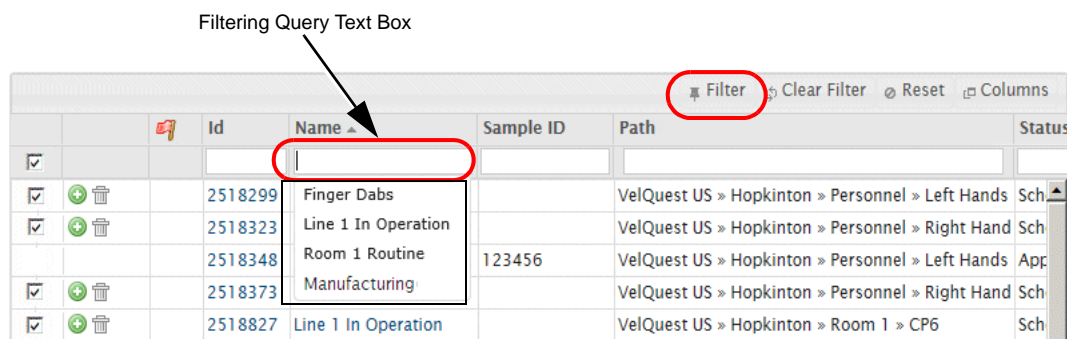 Filtering Query Text Box
Filter Clear Filter Reset Columns
Id Name Sample ID Path Status
2518299 Finger Dabs VelQuest US » Hopkinton » Personnel » Left Hands Sch
2518323 Line 1 In Operation VelQuest US » Hopkinton » Personnel » Right Hand Sch
2518348 Room 1 Routine 123456 VelQuest US » Hopkinton » Personnel » Left Hands App
2518373 Manufacturing VelQuest US » Hopkinton » Personnel » Right Hand Sch
2518827 Line 1 In Operation VelQuest US » Hopkinton » Room 1 » CP6 Sch